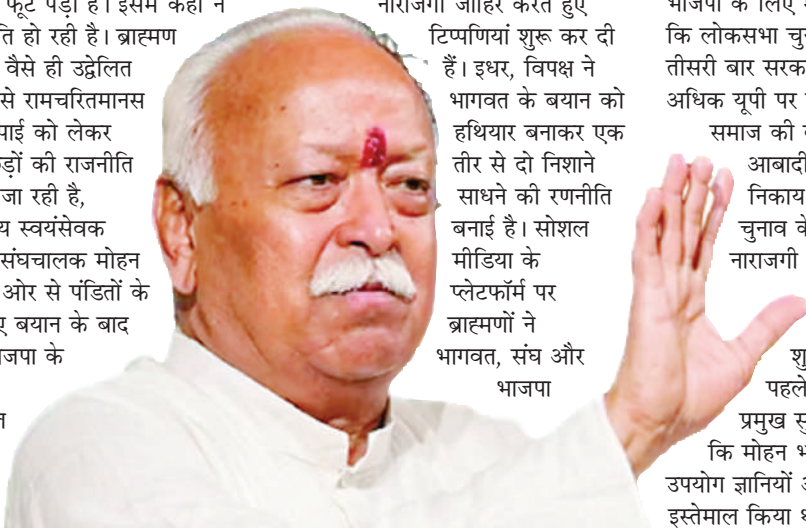 फूट पड़ा है। इसमें कहीं न
ति हो रही है। ब्राह्मण
वैसे ही उद्वेलित
से रामचरितमानस
पाई को लेकर
ड़ों की राजनीति
जा रही है,
य स्वयंसेवक
संघचालक मोहन
ओर से पंडितों के
ए बयान के बाद
जपा के
नाराजगी जाहिर करते हुए
टिप्पणियां शुरू कर दी
हैं। इधर, विपक्ष ने
भागवत के बयान को
हथियार बनाकर एक
तीर से दो निशाने
साधने की रणनीति
बनाई है। सोशल
मीडिया के
प्लेटफॉर्म पर
ब्राह्मणों ने
भागवत, संघ और
भाजपा
भाजपा के लिए
कि लोकसभा चु
तीसरी बार सरक
अधिक यूपी पर
समाज की
आबादी
निकाय
चुनाव के
नाराजगी
शु
पहले
प्रमुख सु
कि मोहन भ
उपयोग ज्ञानियों
इस्तेमाल किया